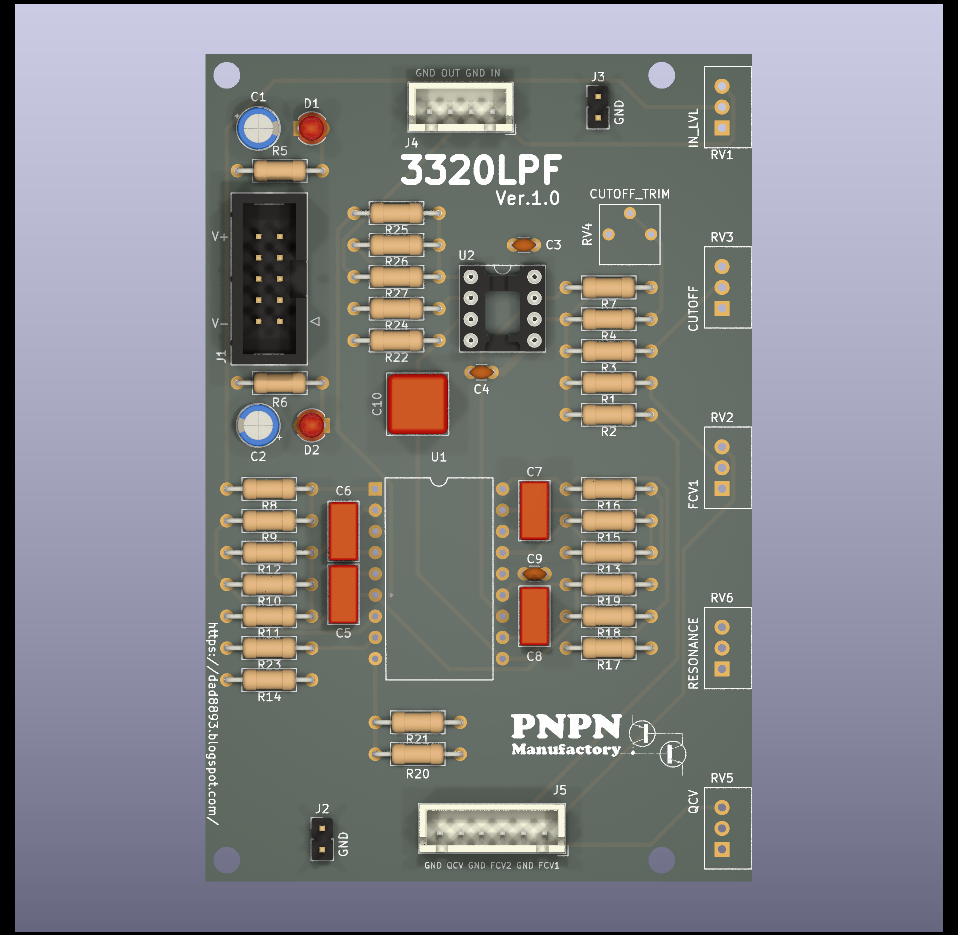 GND OUT GND IN
J3
GND
C1
D1
J4
IN_LVL
RV1
R5
3320LPF
Ver.1.0
CUTOFF_TRIM
RV4
V+
V-
J1
R25
R26
R27
R24
R22
U2
C3
RV3
CUTOFF
R7
R4
R3
R1
R2
C4
C10
R6
C2
D2
U1
RV2
FCV1
C6
C5
C7
C9
C8
R8
R9
R12
R10
R11
R23
R14
R16
R15
R13
R19
R18
R17
RV6
RESONANCE
https://dad8893.blogspot.com/
R21
R20
PNPN
Manufactory
RV5
QCV
J2
GND
J5
GND QCV GND FCV2 GND FCV1